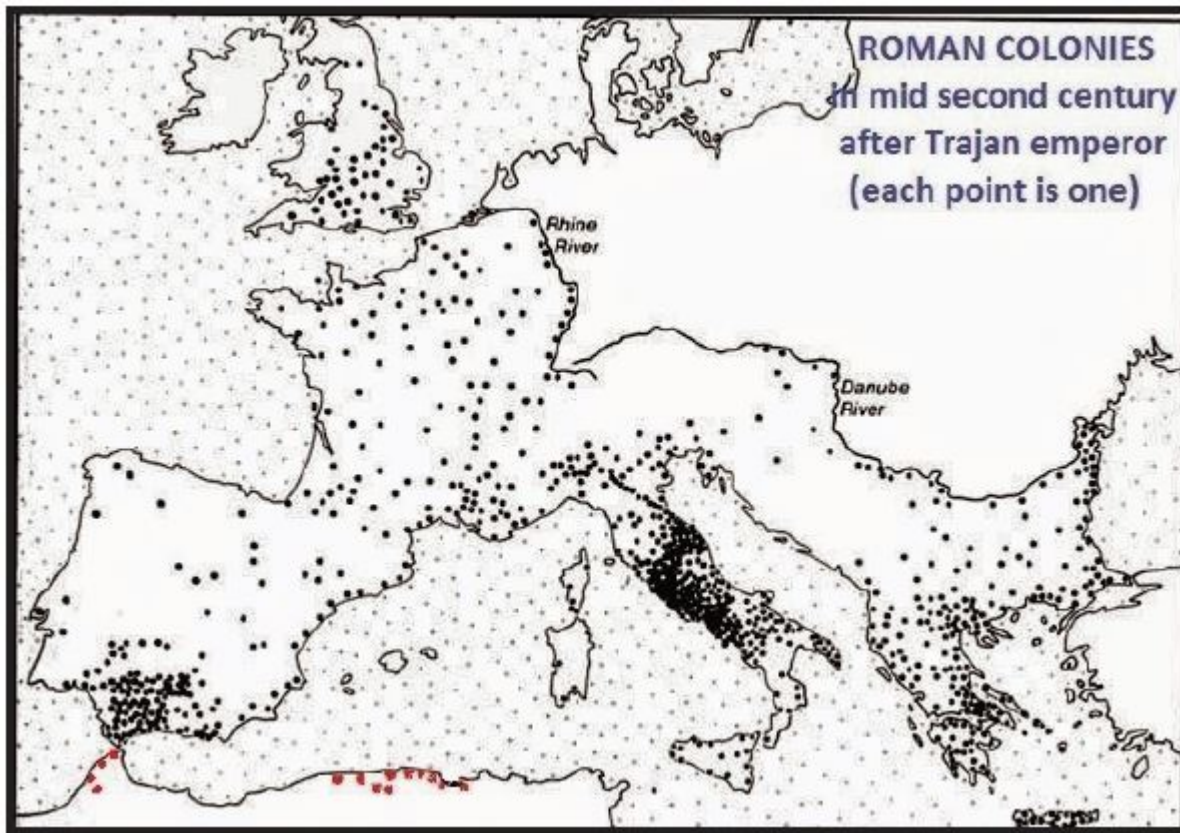 ROMAN COLONIES
in mid second century
after Trajan emperor
(each point is one)
Rhine
River
Danube
River